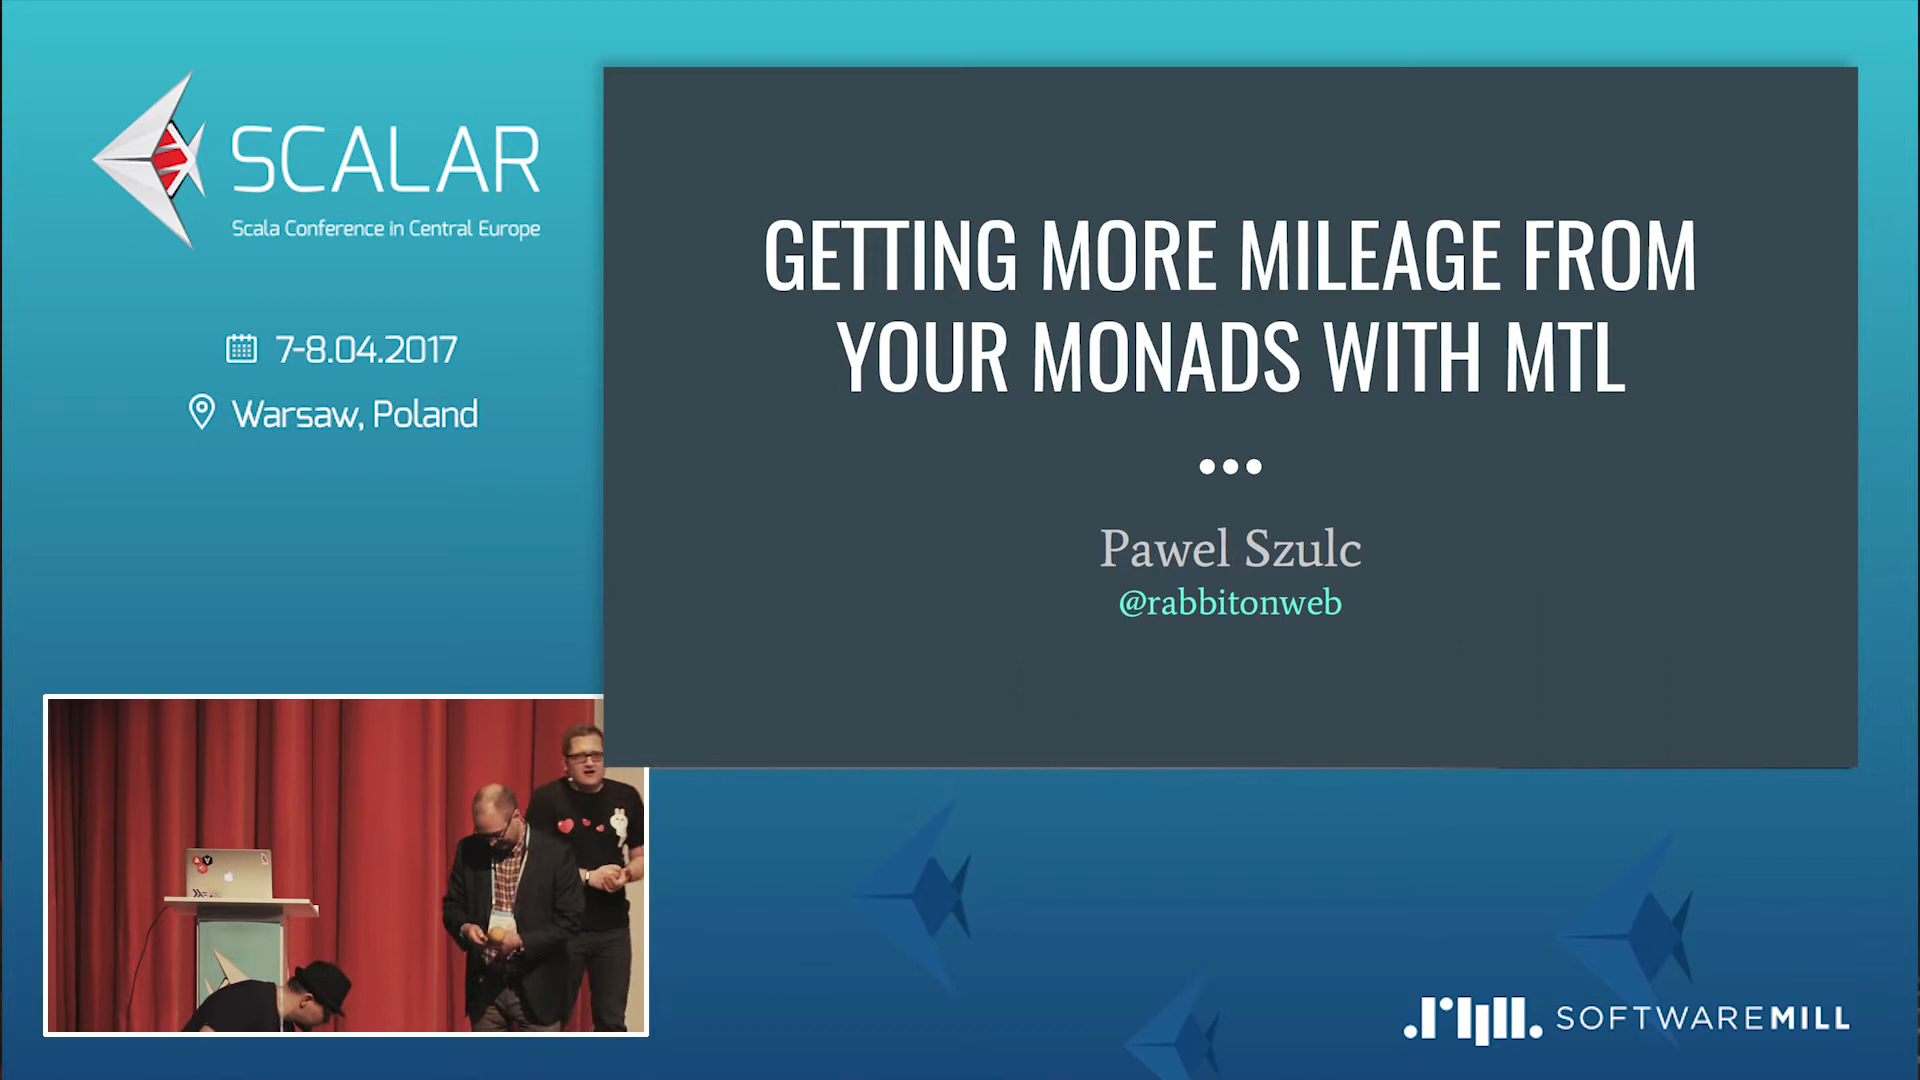 SCALAR
Scala Conference in Central Europe
7-8.04.2017
Warsaw, Poland
GETTING MORE MILEAGE FROM
YOUR MONADS WITH MTL
Pawel Szulc
@rabbitonweb
SOFTWAREMILL